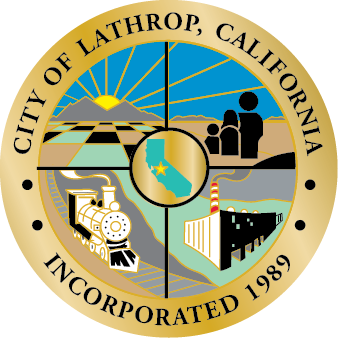 CITY OF LATHROP, CALIFORNIA
INCORPORATED 1989